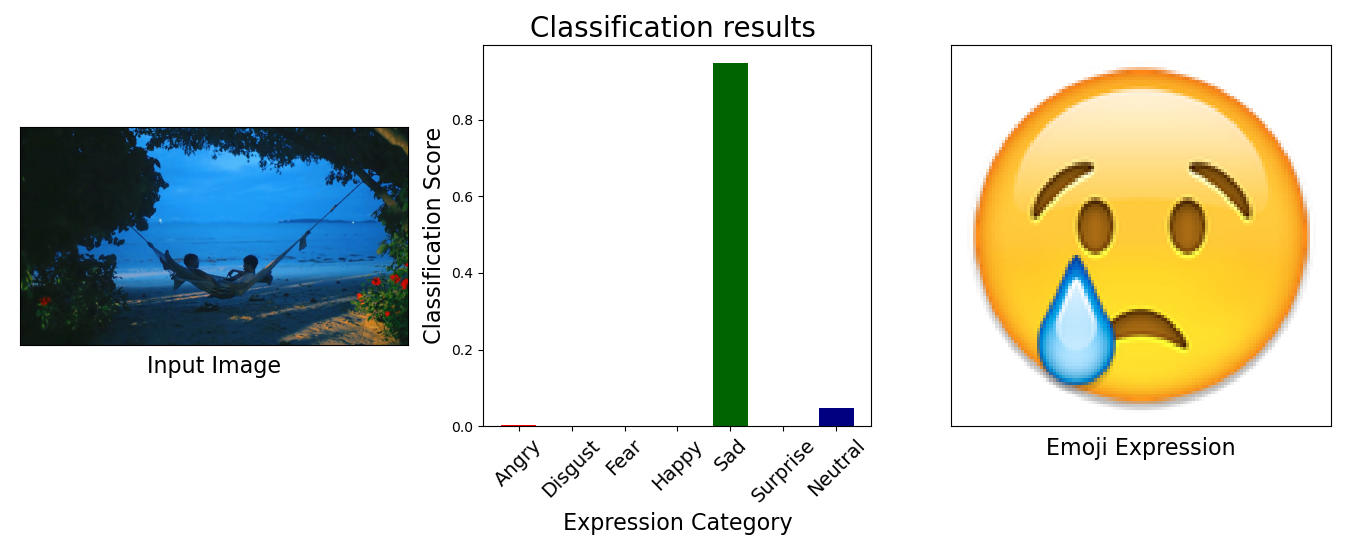 Classification results
Input Image
Classification Score
0.8
0.6
0.4
0.2
0.0
Angry
Disgust
Fear
Happy
Sad
Surprise
Neutral
Expression Category
Emoji Expression